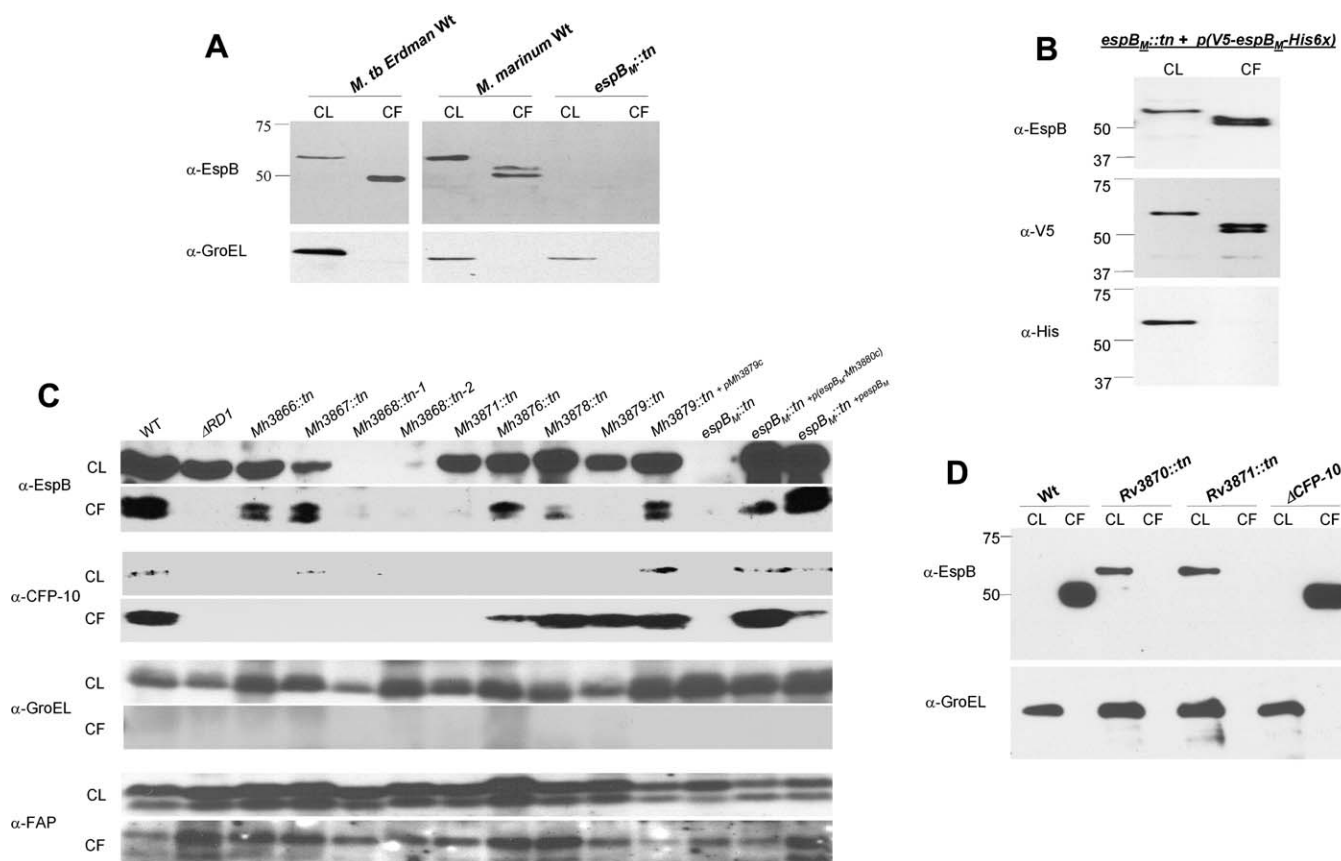 A
M. tb Erdman Wt
M. marinum Wt
espBM::tn
CL CF CL CF CL CF
75
α-EspB
50
α-GroEL
B
espBM::tn + p(V5-espBM-His6x)
CL CF
α-EspB
50
37
75
α-V5
50
37
75
α-His
50
37
C
WT
ΔRD1
Mh3866::tn
Mh3867::tn
Mh3868::tn-1
Mh3868::tn-2
Mh3871::tn
Mh3876::tn
Mh3878::tn
Mh3879::tn
Mh3879::tn + pMh3879c
espBM::tn
espBM::tn +p(espBM-Mh3880c)
espBM::tn +pespBM
CL
α-EspB
CF
CL
α-CFP-10
CF
CL
α-GroEL
CF
CL
α-FAP
CF
D
Wt
Rv3870::tn
Rv3871::tn
ΔCFP-10
CL CF CL CF CL CF CL CF
75
α-EspB
50
α-GroEL